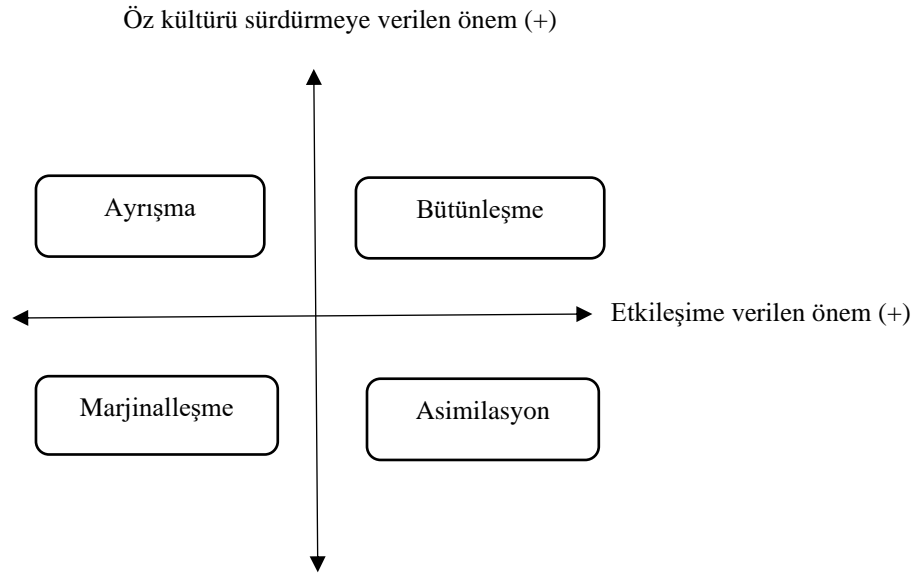 Öz kültürü sürdürmeye verilen önem (+)
Ayrışma
Bütünleşme
Etkileşime verilen önem (+)
Marjinalleşme
Asimilasyon